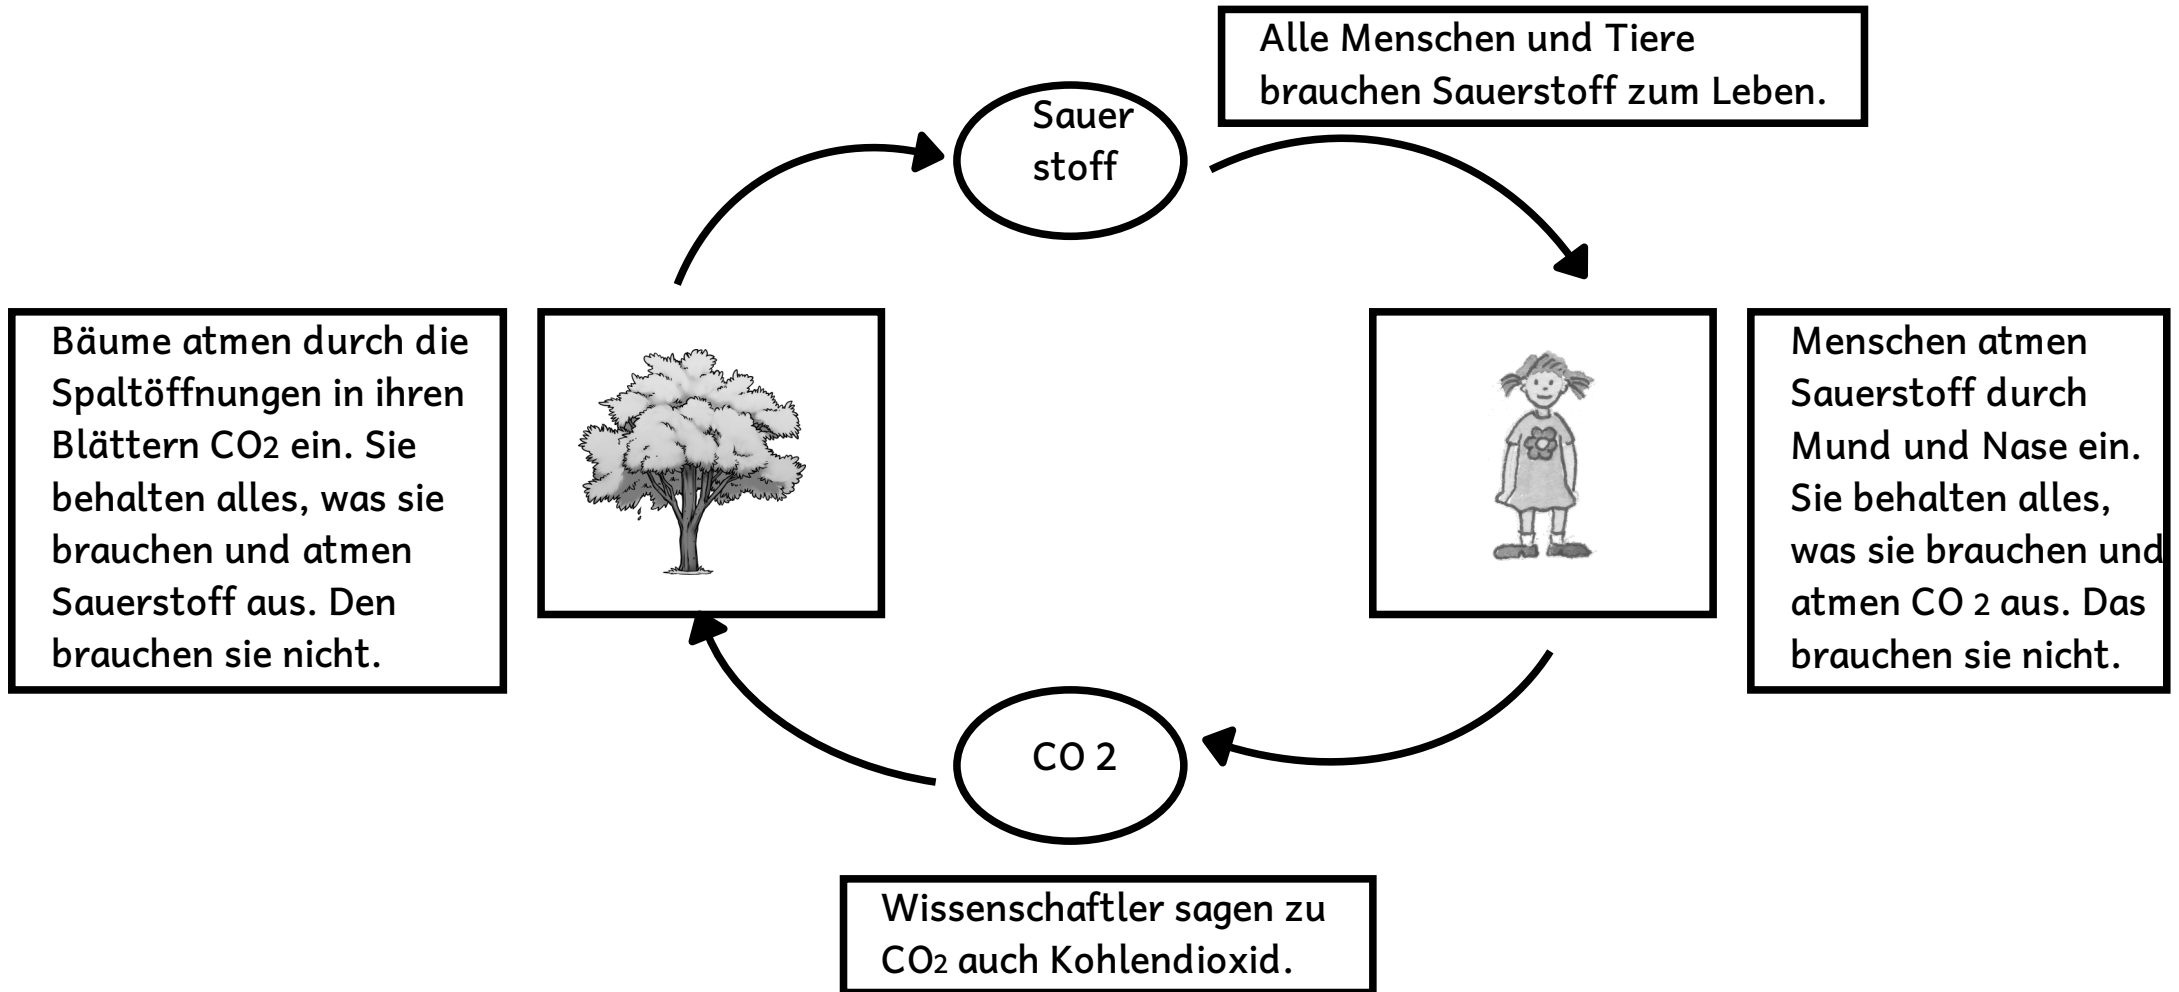 Alle Menschen und Tiere
brauchen Sauerstoff zum Leben.
Sauer
stoff
Bäume atmen durch die
Spaltöffnungen in ihren
Blättern CO2 ein. Sie
behalten alles, was sie
brauchen und atmen
Sauerstoff aus. Den
brauchen sie nicht.
Menschen atmen
Sauerstoff durch
Mund und Nase ein.
Sie behalten alles,
was sie brauchen und
atmen CO 2 aus. Das
brauchen sie nicht.
CO 2
Wissenschaftler sagen zu
CO2 auch Kohlendioxid.